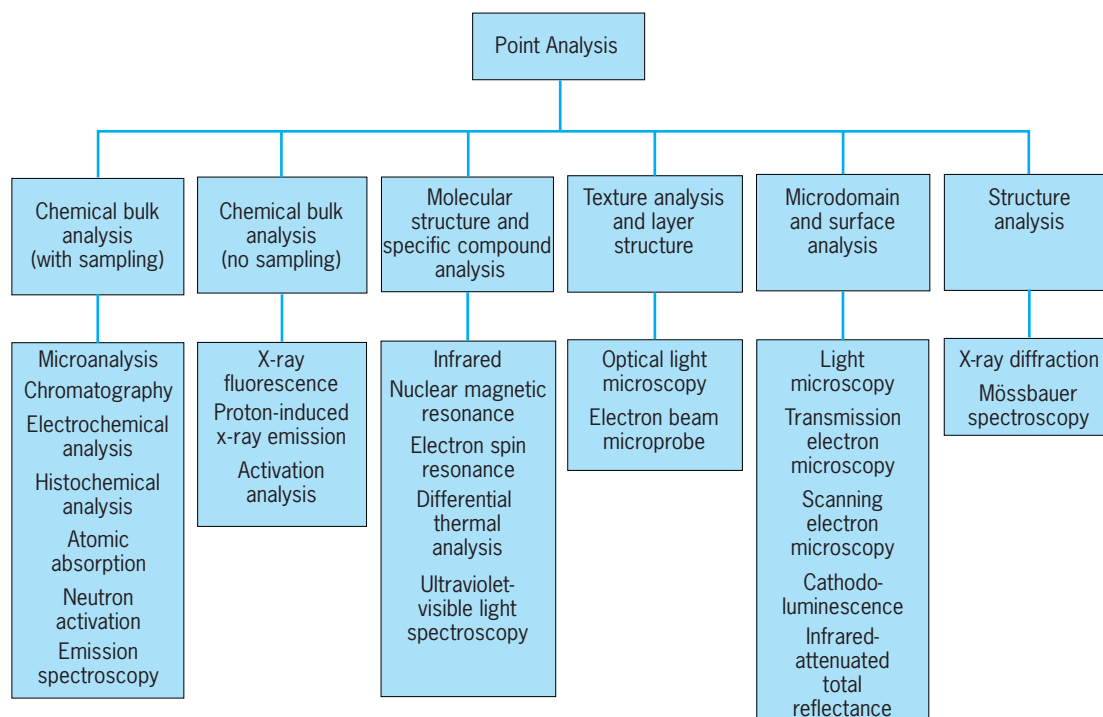 Point Analysis
Chemical bulk
analysis
(with sampling)
Chemical bulk
analysis
(no sampling)
Molecular
structure and
specific compound
analysis
Texture analysis
and layer
structure
Microdomain
and surface
analysis
Structure
analysis
Microanalysis
Chromatography
Electrochemical
analysis
Histochemical
analysis
Atomic
absorption
Neutron
activation
Emission
spectroscopy
X-ray
fluorescence
Proton-induced
x-ray emission
Activation
analysis
Infrared
Nuclear magnetic
resonance
Electron spin
resonance
Differential
thermal
analysis
Ultraviolet-
visible light
spectroscopy
Optical light
microscopy
Electron beam
microprobe
Light
microscopy
Transmission
electron
microscopy
Scanning
electron
microscopy
Cathodo-
luminescence
Infrared-
attenuated
total
reflectance
X-ray diffraction
Mössbauer
spectroscopy